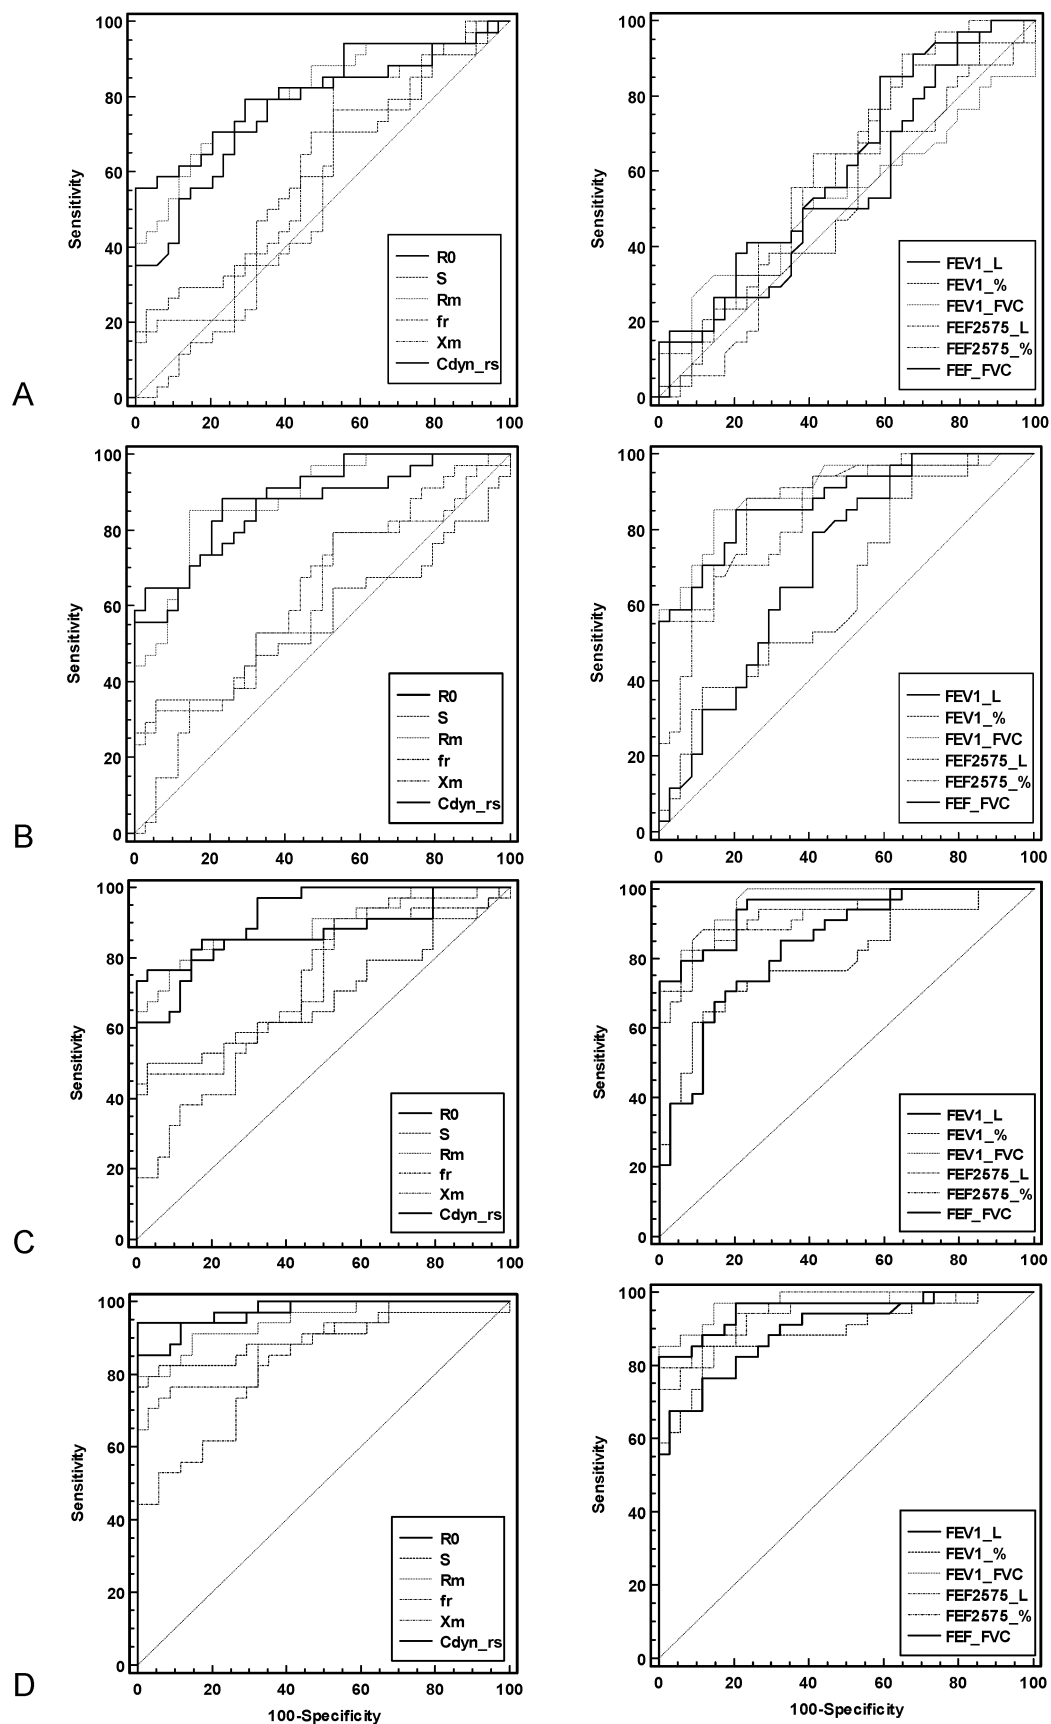 100
80
60
40
20
0
Sensitivity
R0
S
Rm
fr
Xm
Cdyn_rs
0 20 40 60 80 100
A
100
80
60
40
20
0
Sensitivity
FEV1_L
FEV1_%
FEV1_FVC
FEF2575_L
FEF2575_%
FEF_FVC
0 20 40 60 80 100
100
80
60
40
20
0
Sensitivity
R0
S
Rm
fr
Xm
Cdyn_rs
0 20 40 60 80 100
B
100
80
60
40
20
0
Sensitivity
FEV1_L
FEV1_%
FEV1_FVC
FEF2575_L
FEF2575_%
FEF_FVC
0 20 40 60 80 100
100
80
60
40
20
0
Sensitivity
R0
S
Rm
fr
Xm
Cdyn_rs
0 20 40 60 80 100
C
100
80
60
40
20
0
Sensitivity
FEV1_L
FEV1_%
FEV1_FVC
FEF2575_L
FEF2575_%
FEF_FVC
0 20 40 60 80 100
100
80
60
40
20
0
Sensitivity
R0
S
Rm
fr
Xm
Cdyn_rs
0 20 40 60 80 100
100-Specificity
D
100
80
60
40
20
0
Sensitivity
FEV1_L
FEV1_%
FEV1_FVC
FEF2575_L
FEF2575_%
FEF_FVC
0 20 40 60 80 100
100-Specificity